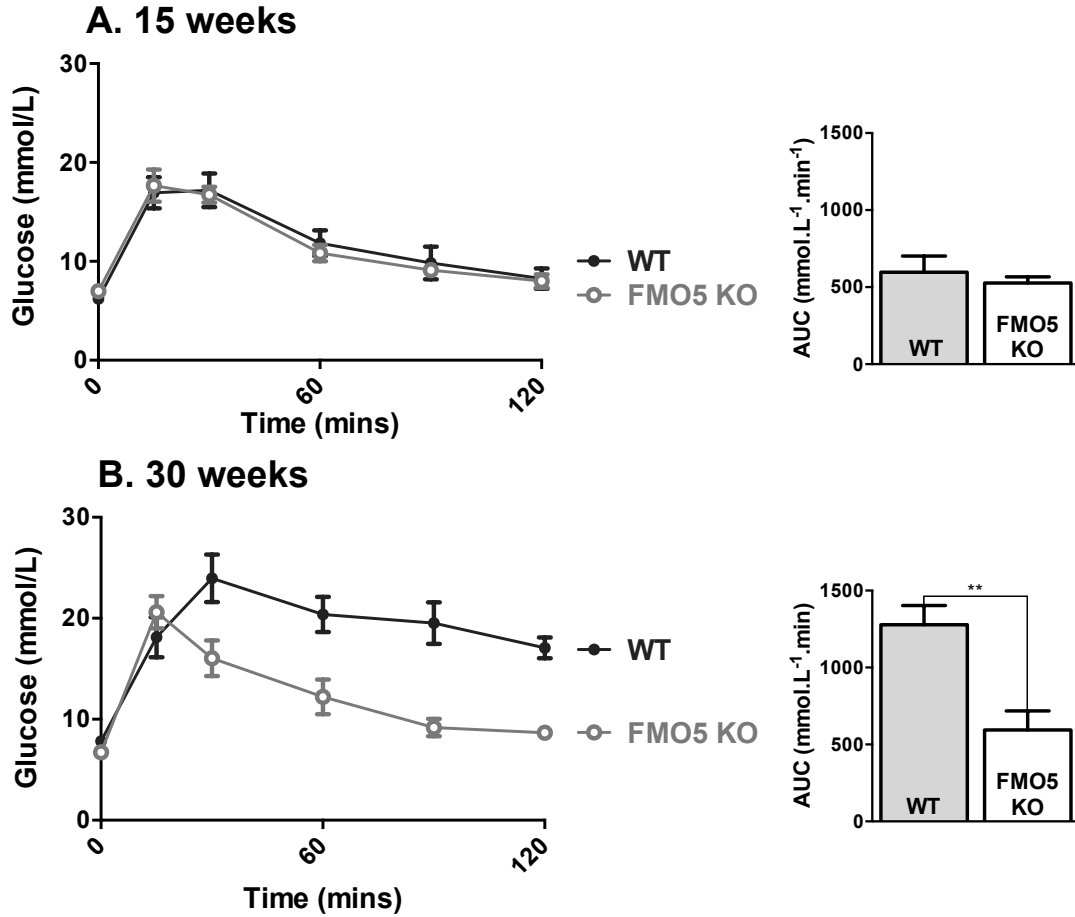 A. 15 weeks
30
20
10
0
Glucose (mmol/L)
0
60
120
Time (mins)
WT
FMO5 KO
1500
1000
500
0
AUC (mmol.L⁻¹.min⁻¹)
WT
FMO5
KO
B. 30 weeks
30
20
10
0
Glucose (mmol/L)
0
60
120
Time (mins)
WT
FMO5 KO
1500
1000
500
0
AUC (mmol.L⁻¹.min)
**
WT
FMO5
KO